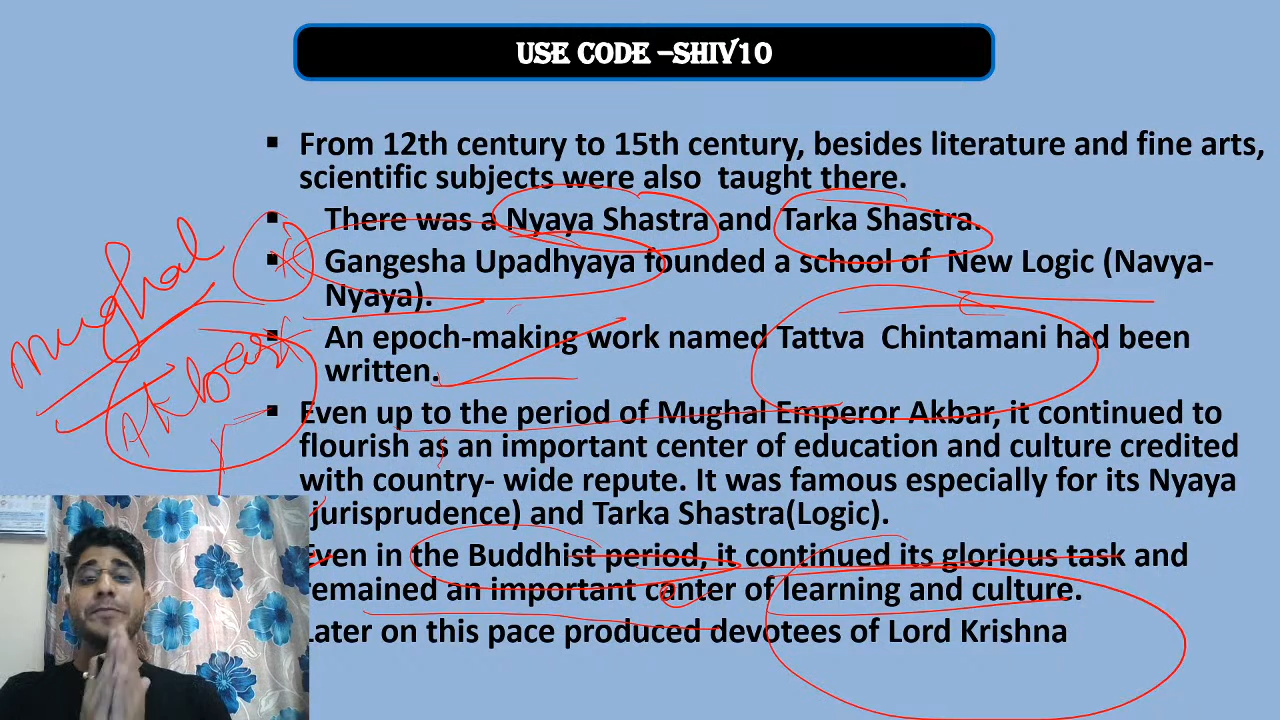 USE CODE –SHIV10
▪ From 12th century to 15th century, besides literature and fine arts,
scientific subjects were also taught there.
▪ There was a Nyaya Shastra and Tarka Shastra.
▪ Gangesha Upadhyaya founded a school of New Logic (Navya-
Nyaya).
▪ An epoch-making work named Tattva Chintamani had been
written.
▪ Even up to the period of Mughal Emperor Akbar, it continued to
flourish as an important center of education and culture credited
with country- wide repute. It was famous especially for its Nyaya
(jurisprudence) and Tarka Shastra(Logic).
Even in the Buddhist period, it continued its glorious task and
remained an important canter of learning and culture.
Later on this pace produced devotees of Lord Krishna
Mughal
Akbar